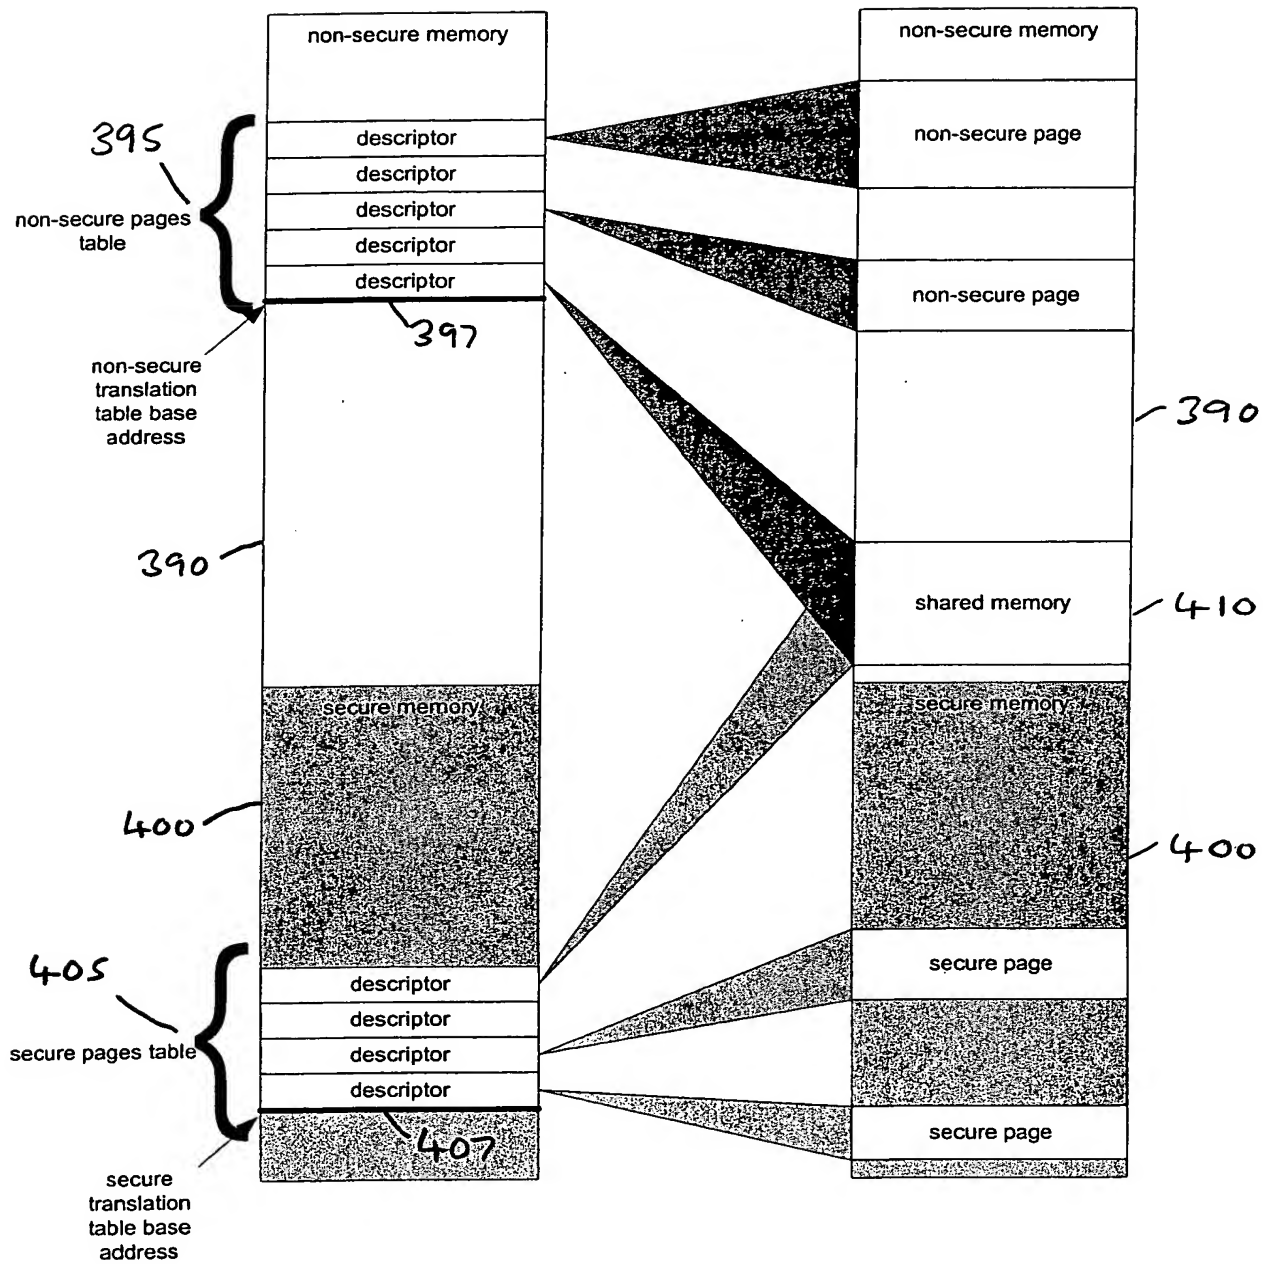 non-secure memory
non-secure memory
395
descriptor
non-secure page
descriptor
descriptor
non-secure pages
table
descriptor
descriptor
non-secure page
397
non-secure
translation
table base
address
390
390
shared memory
410
secure memory
secure memory
400
400
405
secure page
descriptor
descriptor
secure pages table
descriptor
descriptor
secure page
407
secure
translation
table base
address